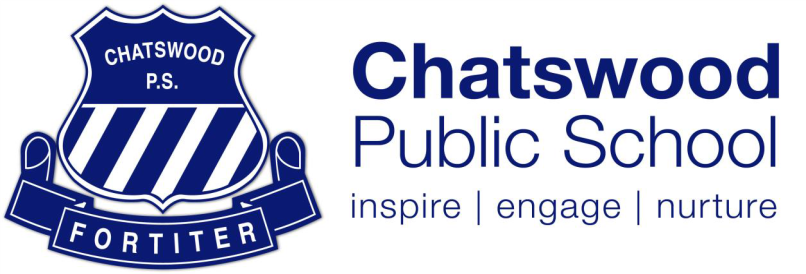 CHATSWOOD
P.S.
FORTITER
Chatswood
Public School
inspire | engage | nurture